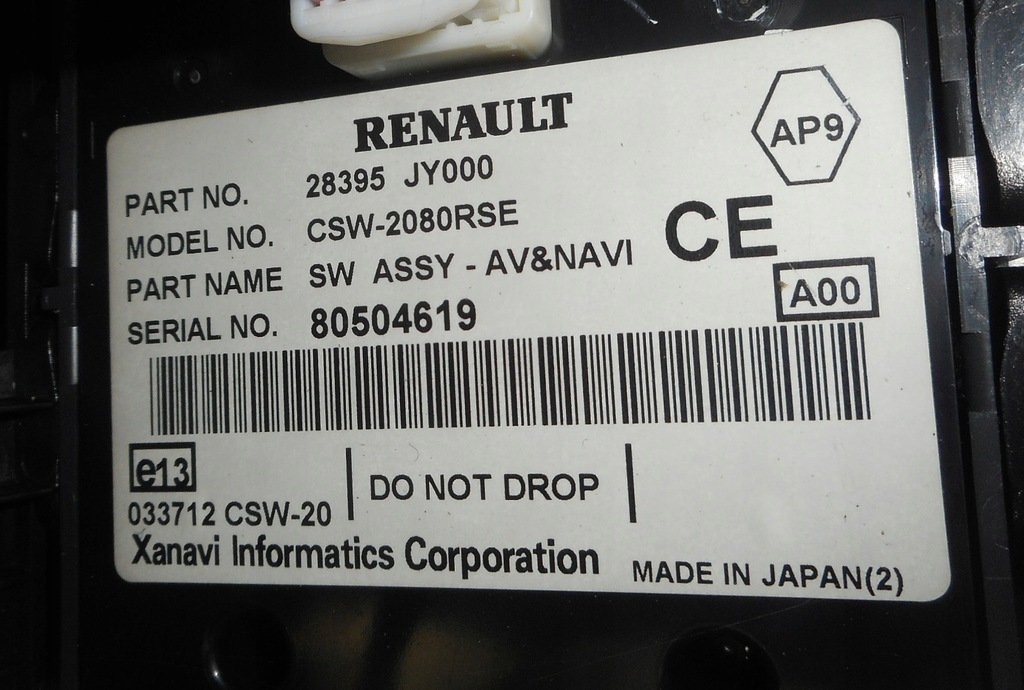 RENAULT
AP9
PART NO. 28395 JY000
MODEL NO. CSW-2080RSE
PART NAME SW ASSY - AV&NAVI
CE
SERIAL NO. 80504619
A00
e13
033712 CSW-20
DO NOT DROP
Xanavi Informatics Corporation
MADE IN JAPAN(2)